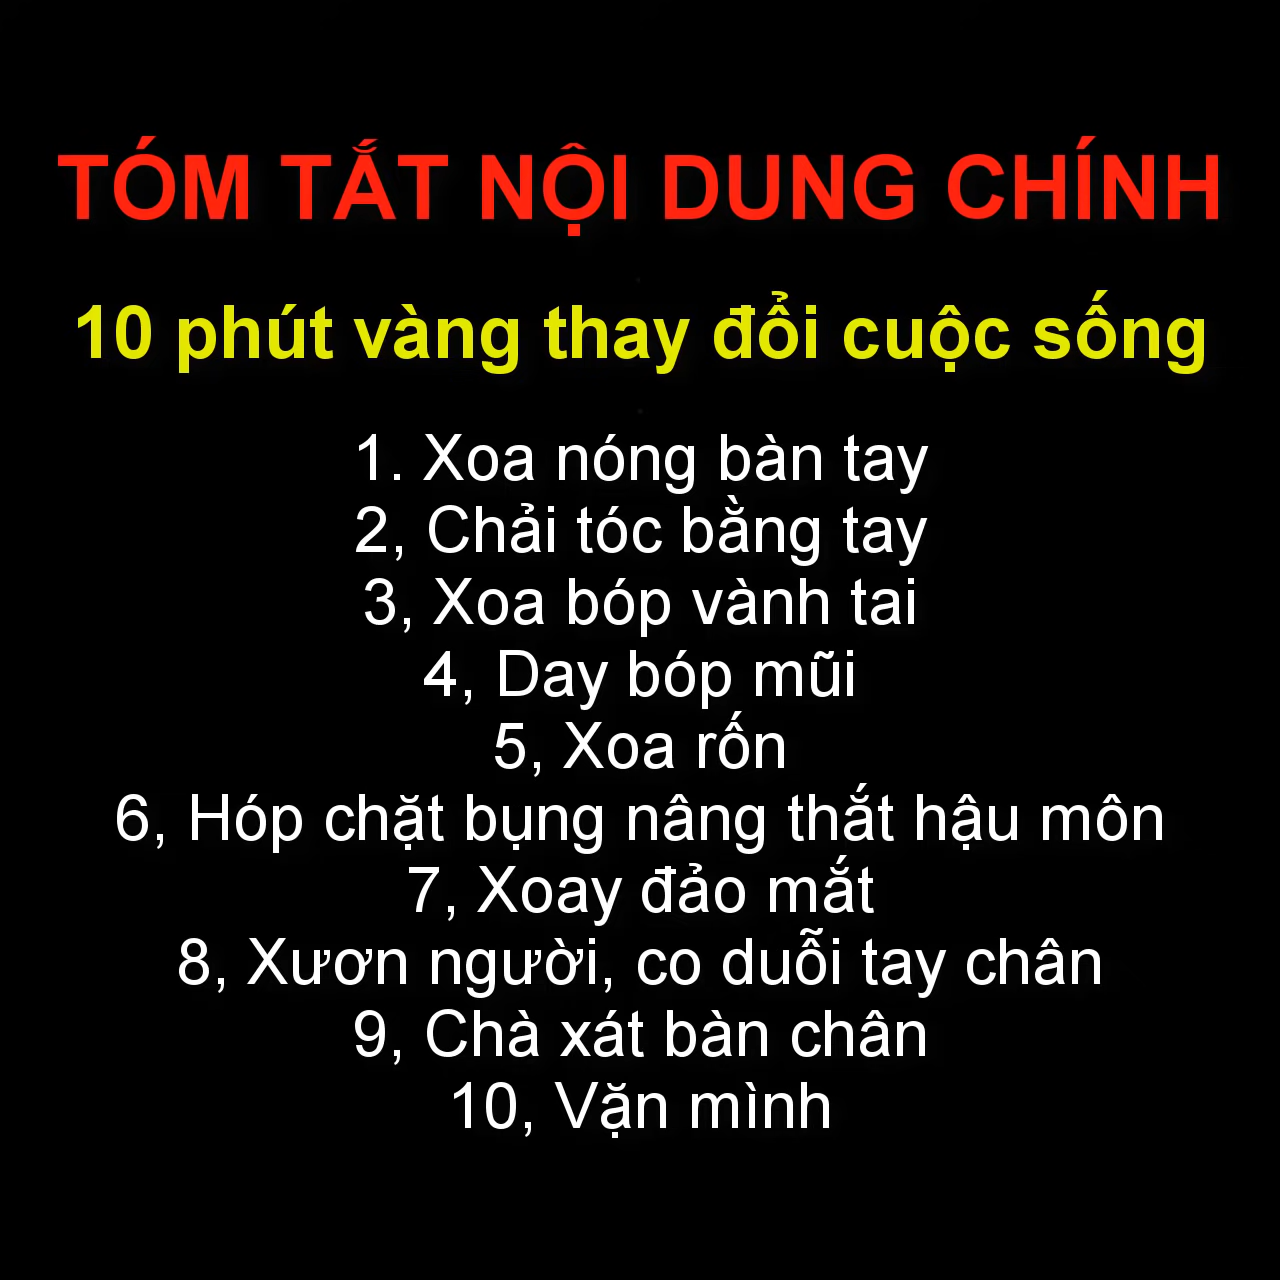 TÓM TẮT NỘI DUNG CHÍNH
10 phút vàng thay đổi cuộc sống
1. Xoa nóng bàn tay
2, Chải tóc bằng tay
3, Xoa bóp vành tai
4, Day bóp mũi
5, Xoa rốn
6, Hóp chặt bụng nâng thắt hậu môn
7, Xoay đảo mắt
8, Xươn người, co duỗi tay chân
9, Chà xát bàn chân
10, Vặn mình